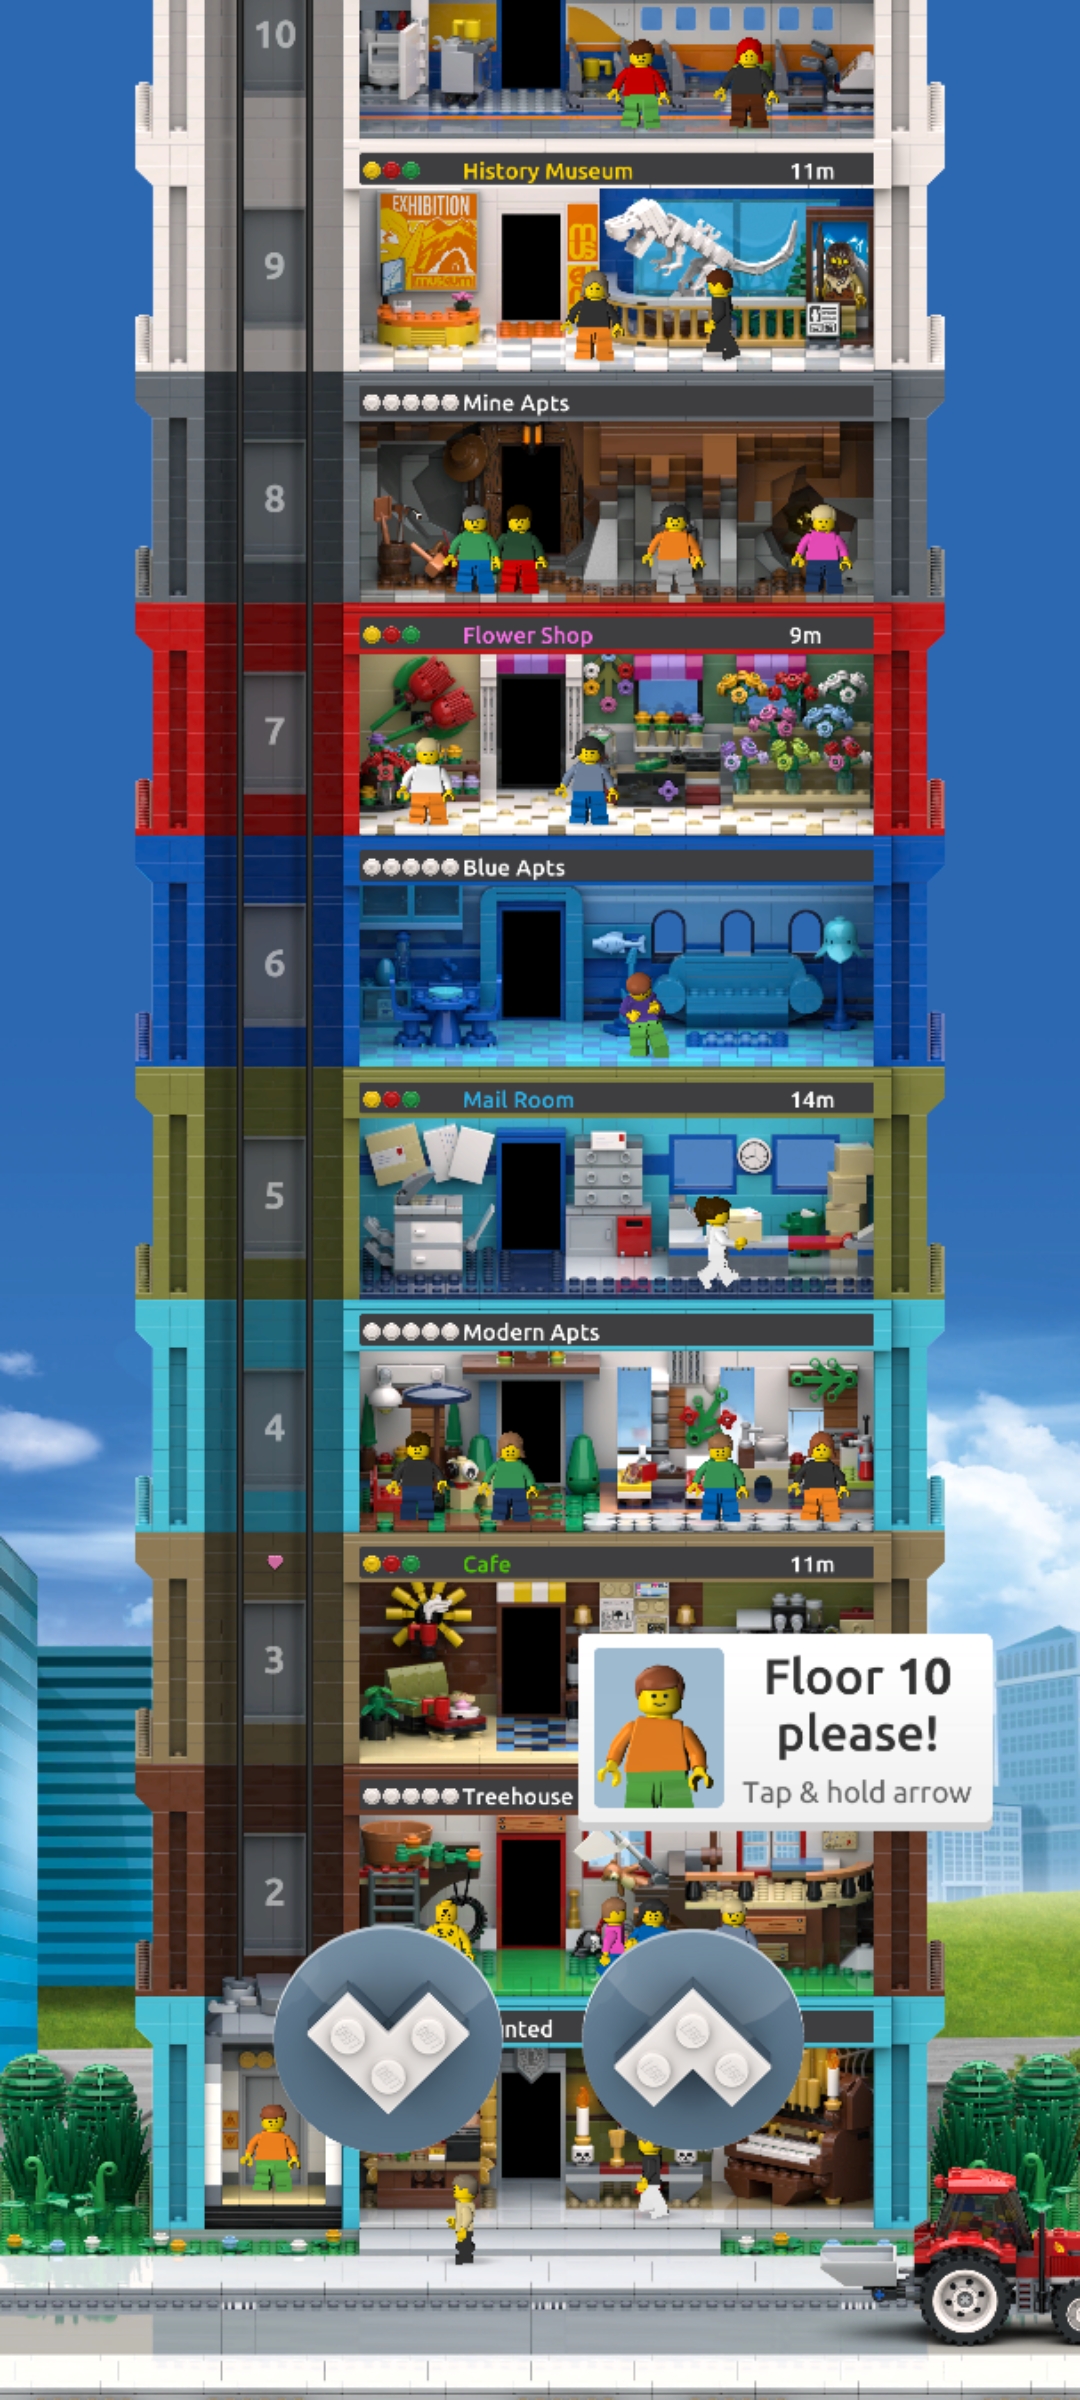 10
History Museum 11m
EXHIBITION
museum
9
Mine Apts
8
Flower Shop 9m
7
Blue Apts
6
Mail Room 14m
5
Modern Apts
4
Cafe 11m
3
Floor 10
please!
Tap & hold arrow
Treehouse
2
nted